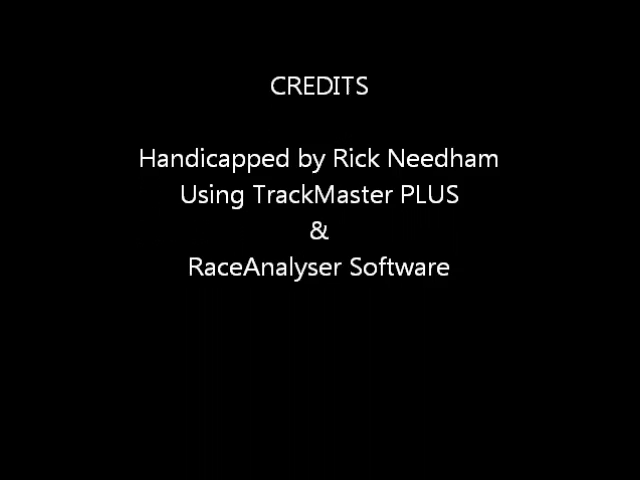 CREDITS
Handicapped by Rick Needham
Using TrackMaster PLUS
&
RaceAnalyser Software